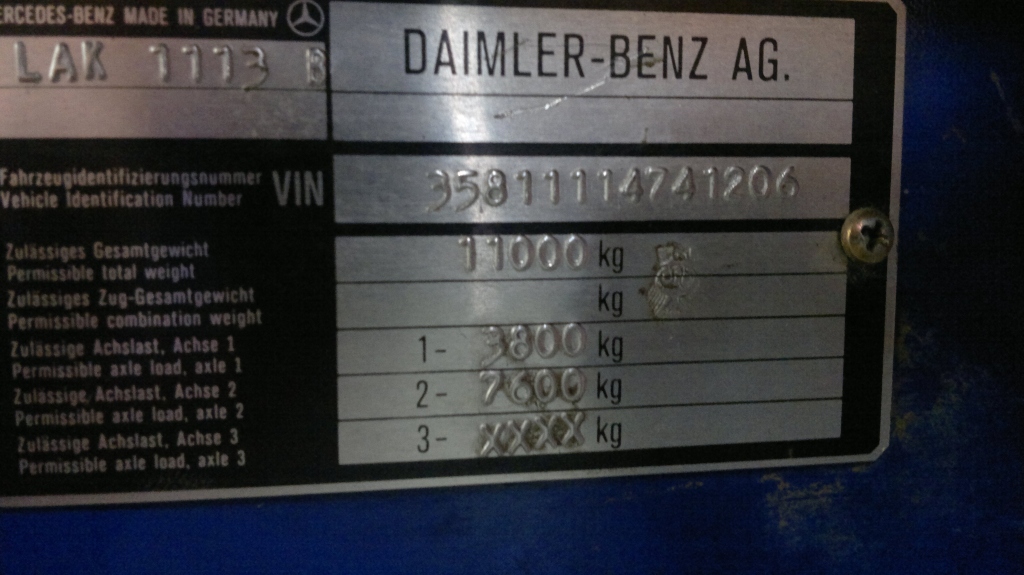 ERCEDES-BENZ MADE IN GERMANY
LAK 1113 B
DAIMLER-BENZ AG.
Fahrzeugidentifizierungsnummer
Vehicle Identification Number
VIN
35811114741206
Zulässiges Gesamtgewicht
Permissible total weight
11000 kg
Zulässiges Zug-Gesamtgewicht
Permissible combination weight
kg
Zulässige Achslast, Achse 1
Permissible axle load, axle 1
1- 3800 kg
Zulässige Achslast, Achse 2
Permissible axle load, axle 2
2- 7600 kg
Zulässige Achslast, Achse 3
Permissible axle load, axle 3
3- XXXX kg